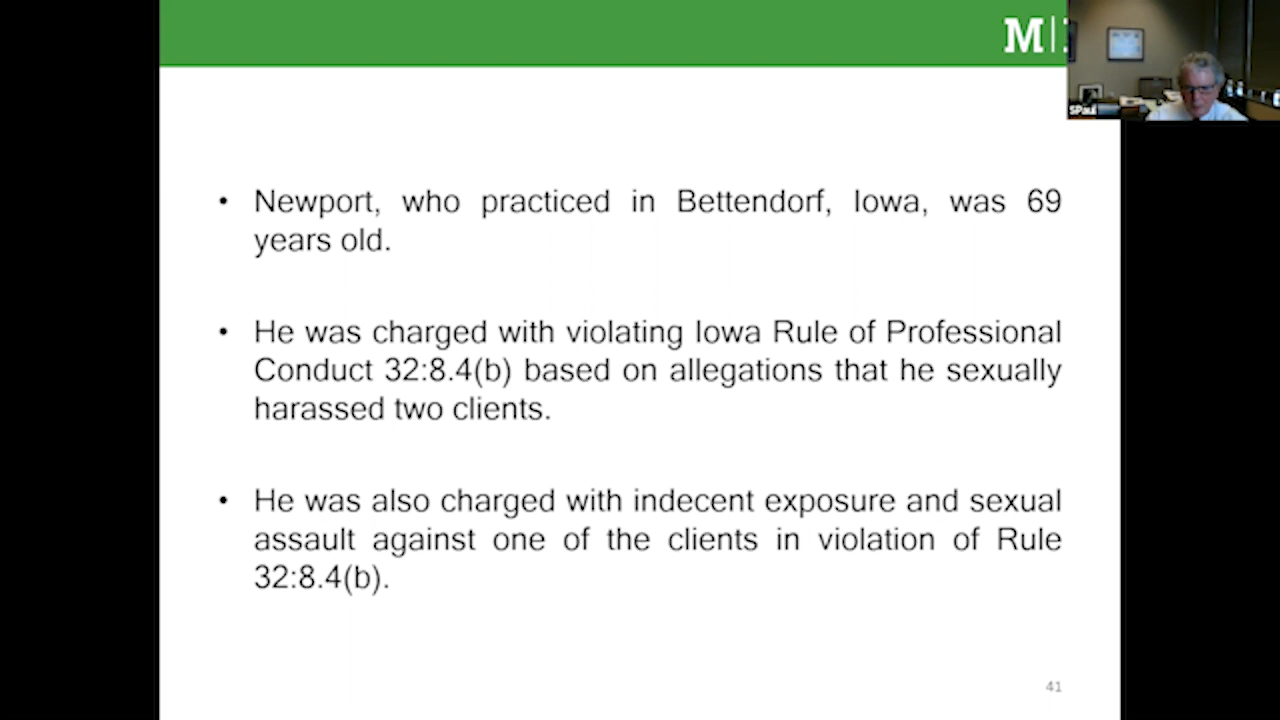 M|
SPaul
• Newport, who practiced in Bettendorf, Iowa, was 69
years old.
• He was charged with violating Iowa Rule of Professional
Conduct 32:8.4(b) based on allegations that he sexually
harassed two clients.
• He was also charged with indecent exposure and sexual
assault against one of the clients in violation of Rule
32:8.4(b).
41